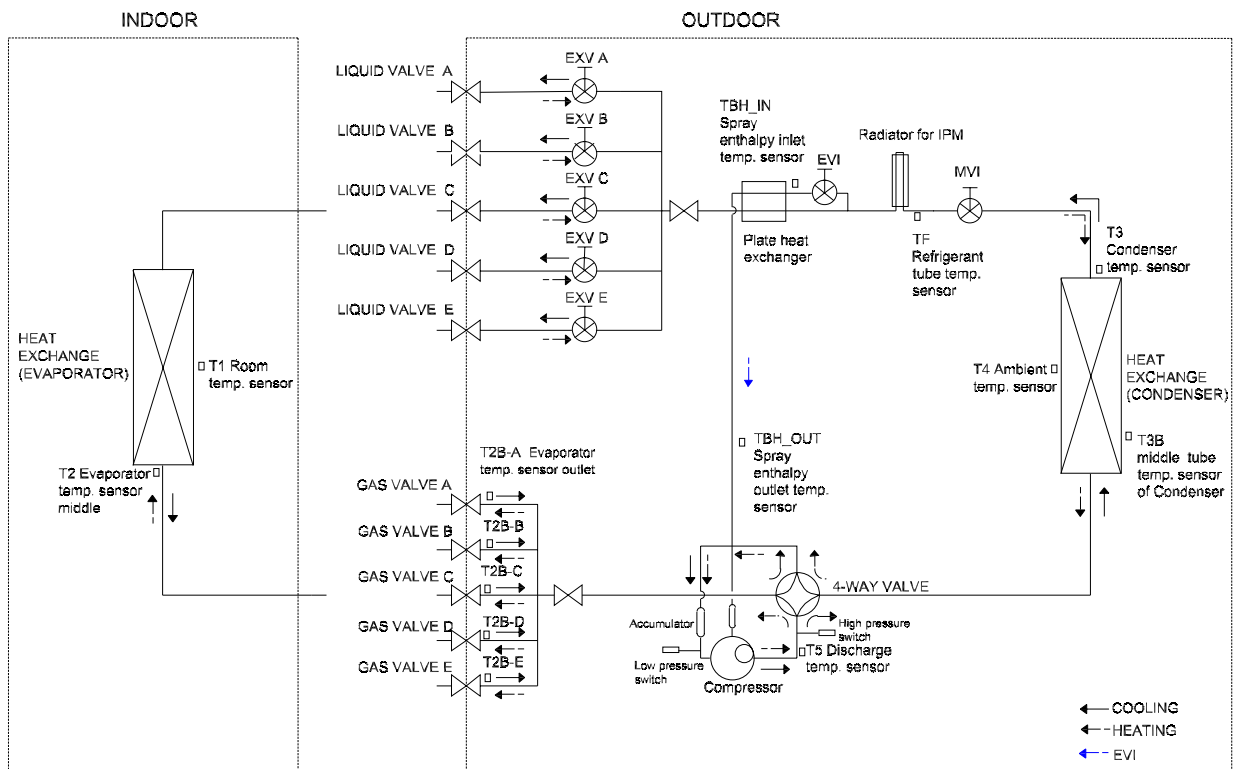 INDOOR
OUTDOOR
LIQUID VALVE A
EXV A
LIQUID VALVE B
EXV B
LIQUID VALVE C
EXV C
LIQUID VALVE D
EXV D
LIQUID VALVE E
EXV E
TBH_IN
Spray
enthalpy inlet
temp. sensor
EVI
Radiator for IPM
MVI
Plate heat
exchanger
TF
Refrigerant
tube temp.
sensor
T3
Condenser
temp. sensor
HEAT
EXCHANGE
(EVAPORATOR)
T1 Room
temp. sensor
T4 Ambient
temp. sensor
HEAT
EXCHANGE
(CONDENSER)
T2 Evaporator
temp. sensor
middle
T2B-A Evaporator
temp. sensor outlet
TBH_OUT
Spray
enthalpy
outlet temp.
sensor
T3B
middle tube
temp. sensor
of Condenser
GAS VALVE A
GAS VALVE B
T2B-B
GAS VALVE C
T2B-C
GAS VALVE D
T2B-D
GAS VALVE E
T2B-E
4-WAY VALVE
Accumulator
High pressure
switch
Low pressure
switch
T5 Discharge
temp. sensor
Compressor
COOLING
HEATING
EVI